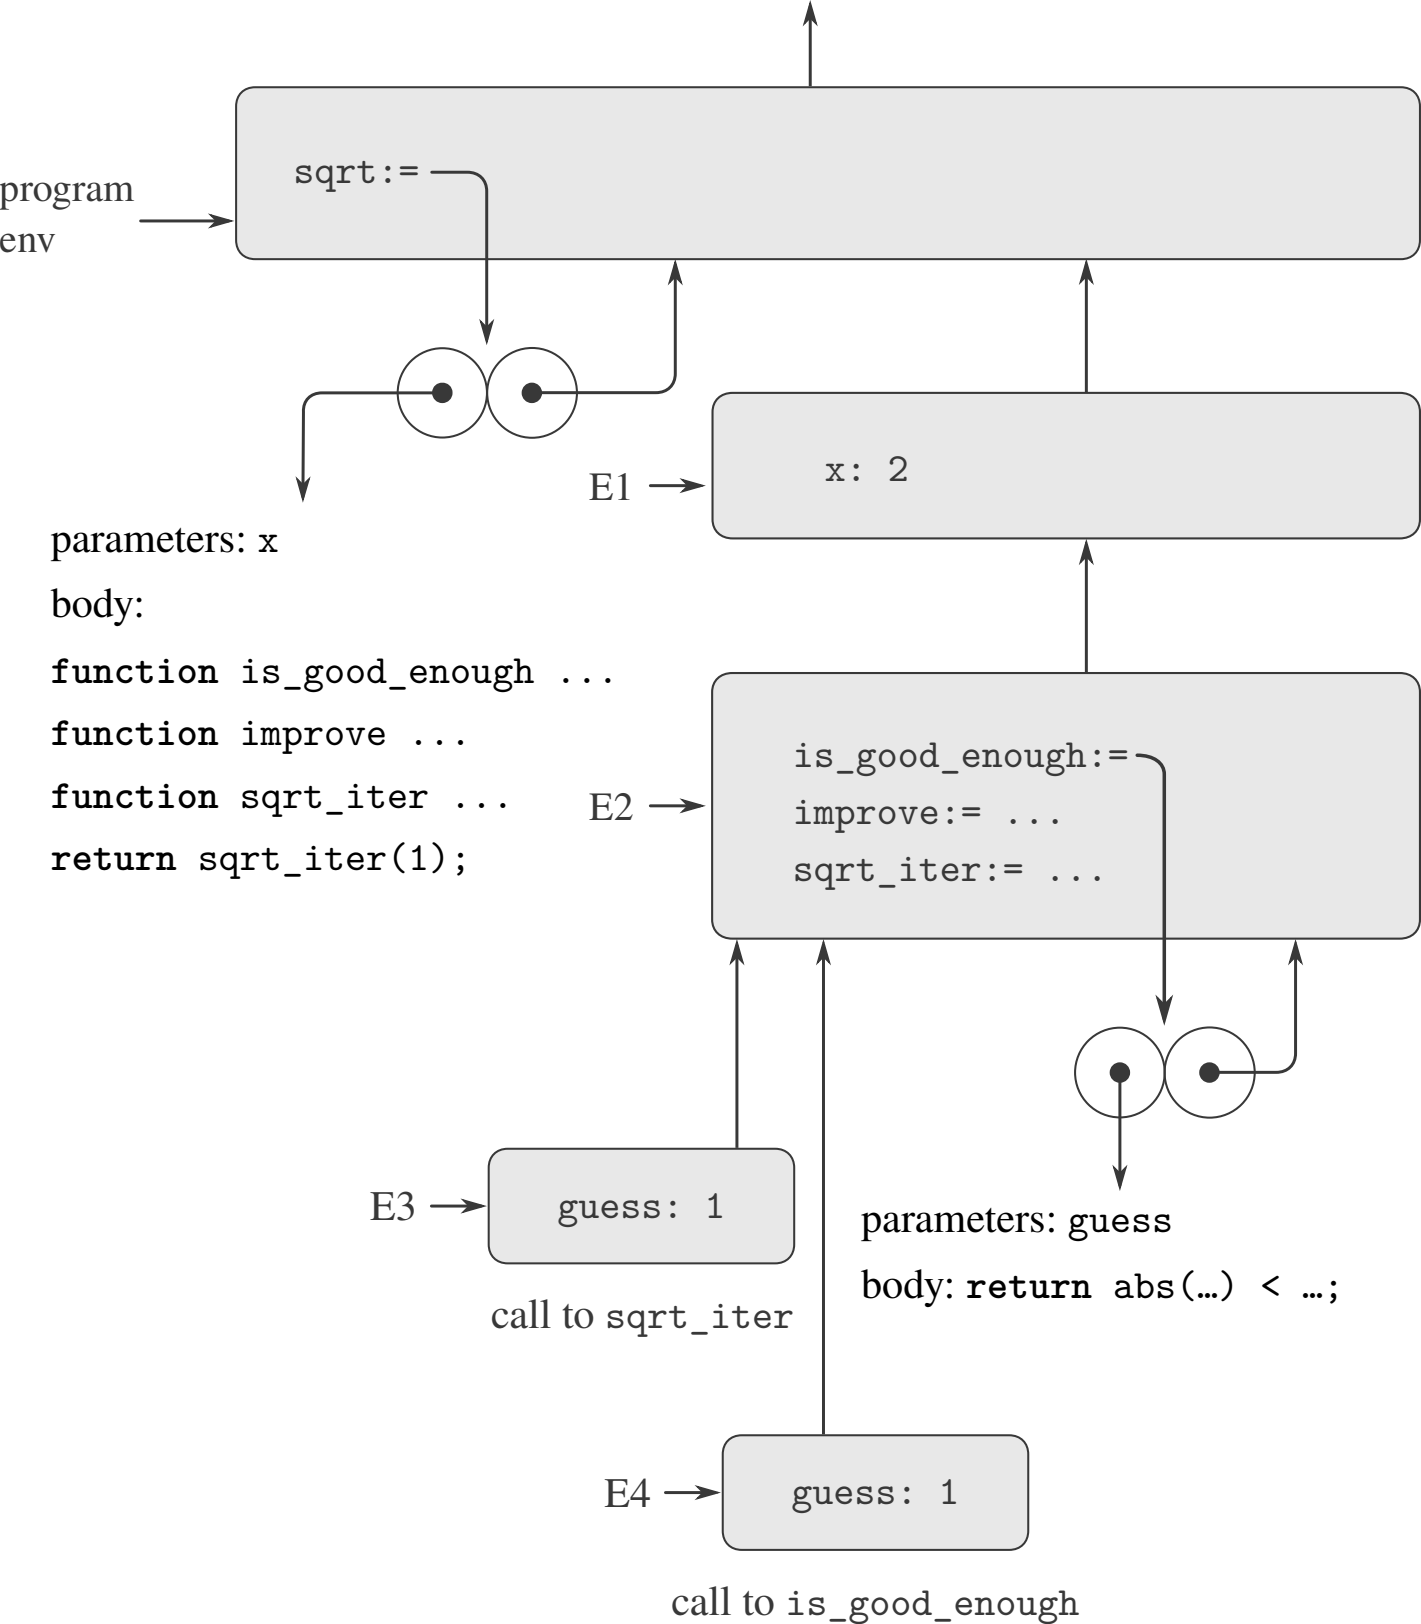 sqrt:=
program
env
x: 2
E1
parameters: x
body:
function is_good_enough ...
function improve ...
function sqrt_iter ...
return sqrt_iter(1);
is_good_enough:=
improve:= ...
sqrt_iter:= ...
E2
E3
guess: 1
call to sqrt_iter
parameters: guess
body: return abs(…) < …;
E4
guess: 1
call to is_good_enough